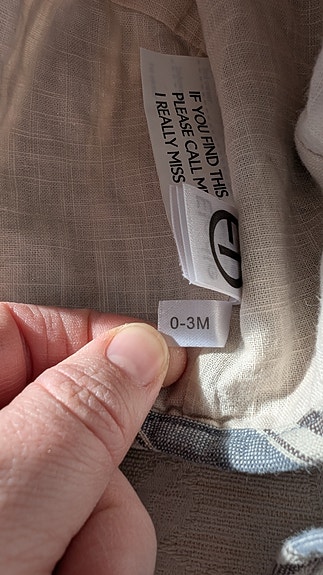 IF YOU FIND THIS
PLEASE CALL M
I REALLY MISS
0-3M